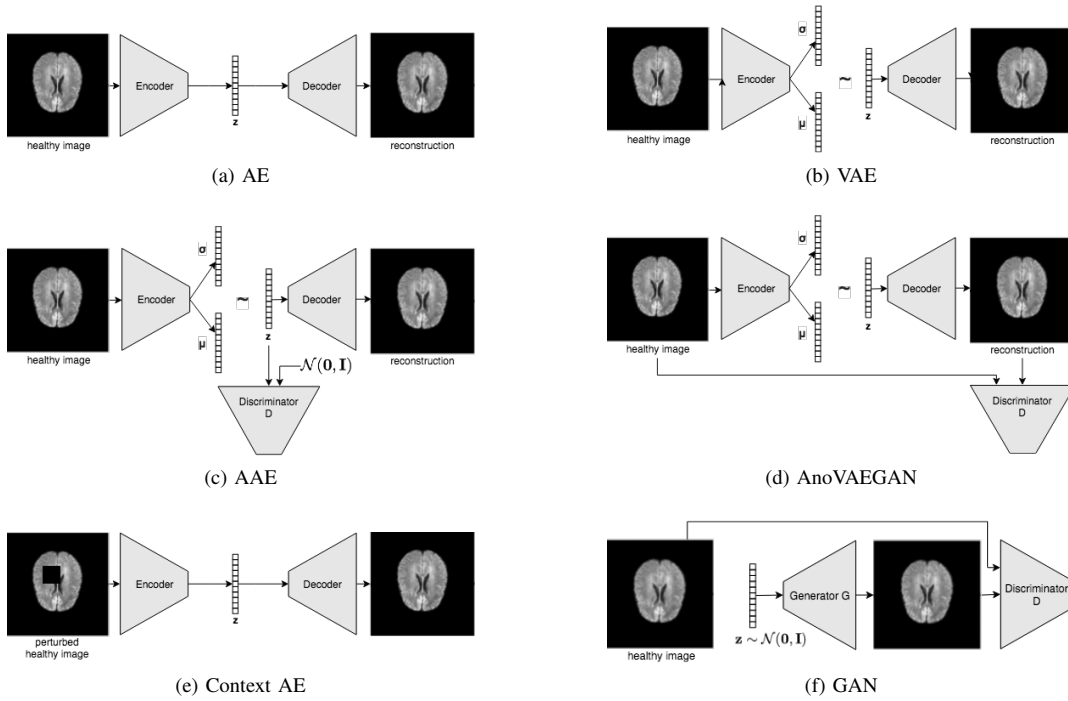 Encoder
Decoder
z
healthy image
reconstruction
(a) AE
σ
Encoder
~
Decoder
z
μ
healthy image
reconstruction
(b) VAE
σ
Encoder
~
Decoder
μ
z
healthy image
reconstruction
N(0, I)
Discriminator
D
(c) AAE
σ
Encoder
~
Decoder
μ
z
healthy image
reconstruction
Discriminator
D
(d) AnoVAEGAN
Encoder
Decoder
z
perturbed
healthy image
(e) Context AE
Generator G
Discriminator
D
z ~ N(0, I)
healthy image
(f) GAN